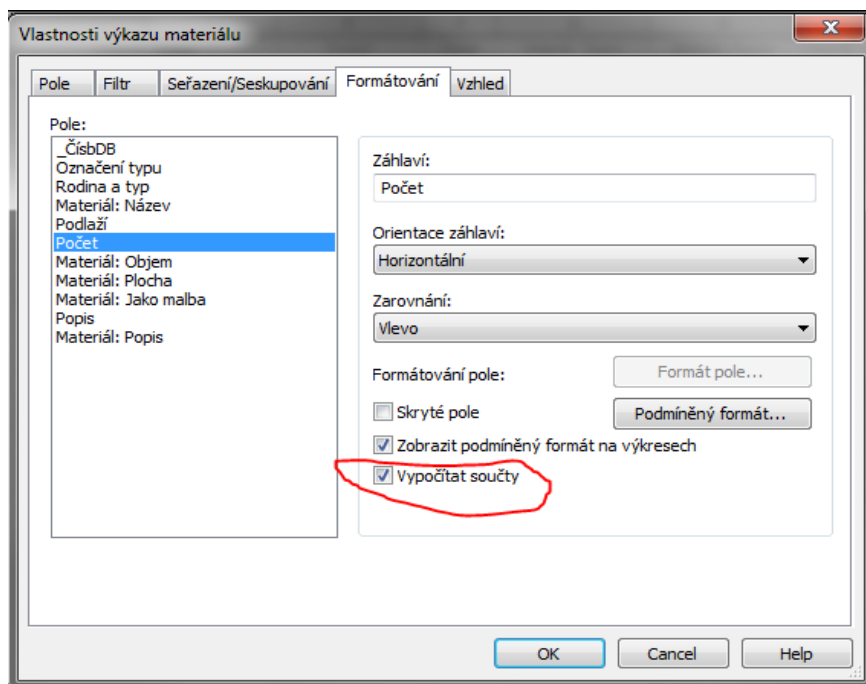 Vlastnosti výkazu materiálu
Pole Filtr Seřazení/Seskupování Formátování Vzhled
Pole:
_ČísbDB
Označení typu
Rodina a typ
Materiál: Název
Podlaží
Počet
Materiál: Objem
Materiál: Plocha
Materiál: Jako malba
Popis
Materiál: Popis
Záhlaví:
Počet
Orientace záhlaví:
Horizontální
Zarovnání:
Vlevo
Formátování pole: Formát pole...
Skryté pole Podmíněný formát...
Zobrazit podmíněný formát na výkresech
Vypočítat součty
OK Cancel Help